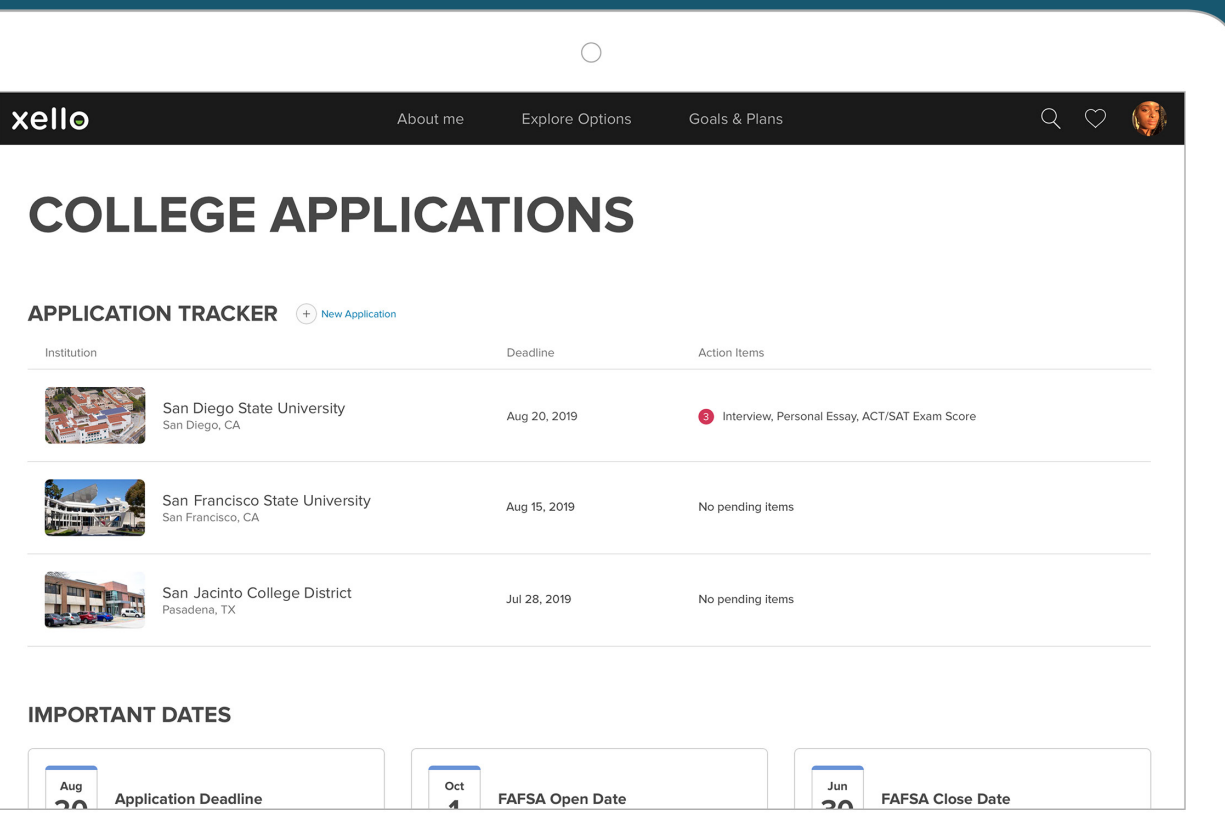 xello
About me
Explore Options
Goals & Plans
COLLEGE APPLICATIONS
APPLICATION TRACKER
+ New Application
Institution
Deadline
Action Items
San Diego State University
San Diego, CA
Aug 20, 2019
3 Interview, Personal Essay, ACT/SAT Exam Score
San Francisco State University
San Francisco, CA
Aug 15, 2019
No pending items
San Jacinto College District
Pasadena, TX
Jul 28, 2019
No pending items
IMPORTANT DATES
Aug
20
Application Deadline
Oct
1
FAFSA Open Date
Jun
30
FAFSA Close Date